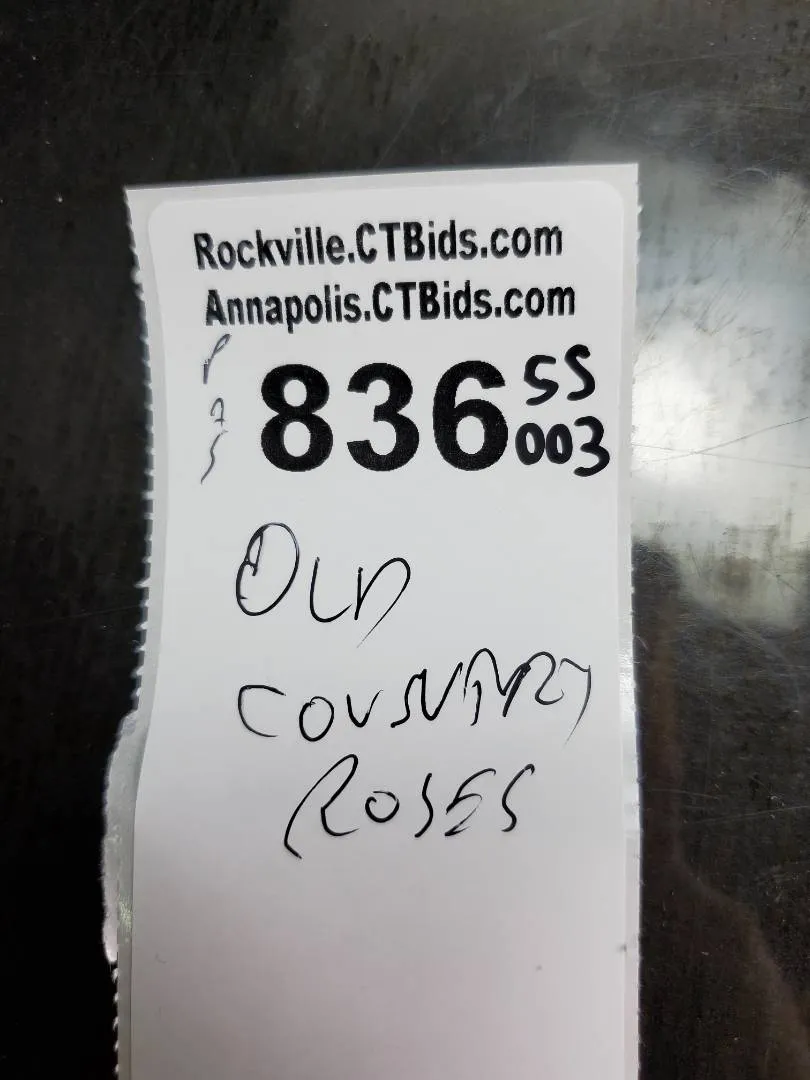 Rockville.CTBids.com
Annapolis.CTBids.com
836 SS
003
OLD
COUNTRY
ROSES